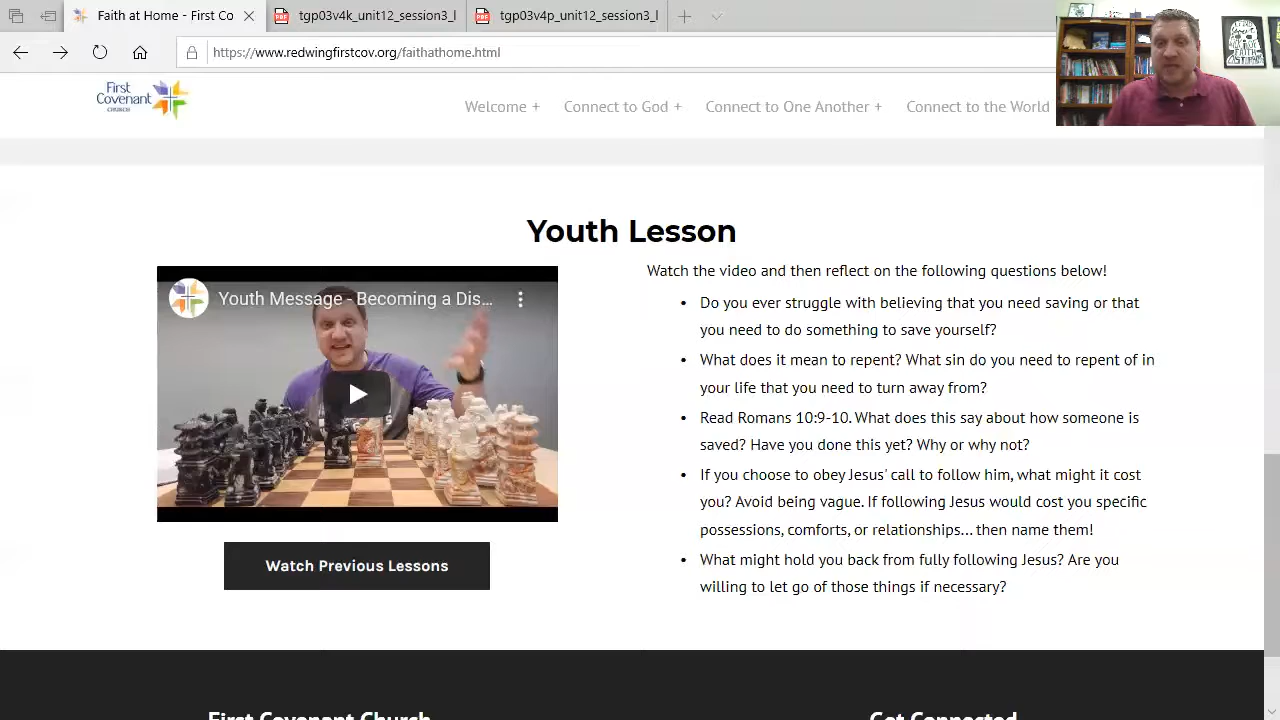 Faith at Home - First Co
tgp03v4k_unit12_session3_l
tgp03v4p_unit12_session3_l
https://www.redwingfirstcov.org/faithathome.html
First
Covenant
CHURCH
Welcome +
Connect to God +
Connect to One Another +
Connect to the World
Youth Lesson
Youth Message - Becoming a Dis...
Watch Previous Lessons
Watch the video and then reflect on the following questions below!
• Do you ever struggle with believing that you need saving or that
you need to do something to save yourself?
• What does it mean to repent? What sin do you need to repent of in
your life that you need to turn away from?
• Read Romans 10:9-10. What does this say about how someone is
saved? Have you done this yet? Why or why not?
• If you choose to obey Jesus' call to follow him, what might it cost
you? Avoid being vague. If following Jesus would cost you specific
possessions, comforts, or relationships... then name them!
• What might hold you back from fully following Jesus? Are you
willing to let go of those things if necessary?
First Covenant Church
Get Connected